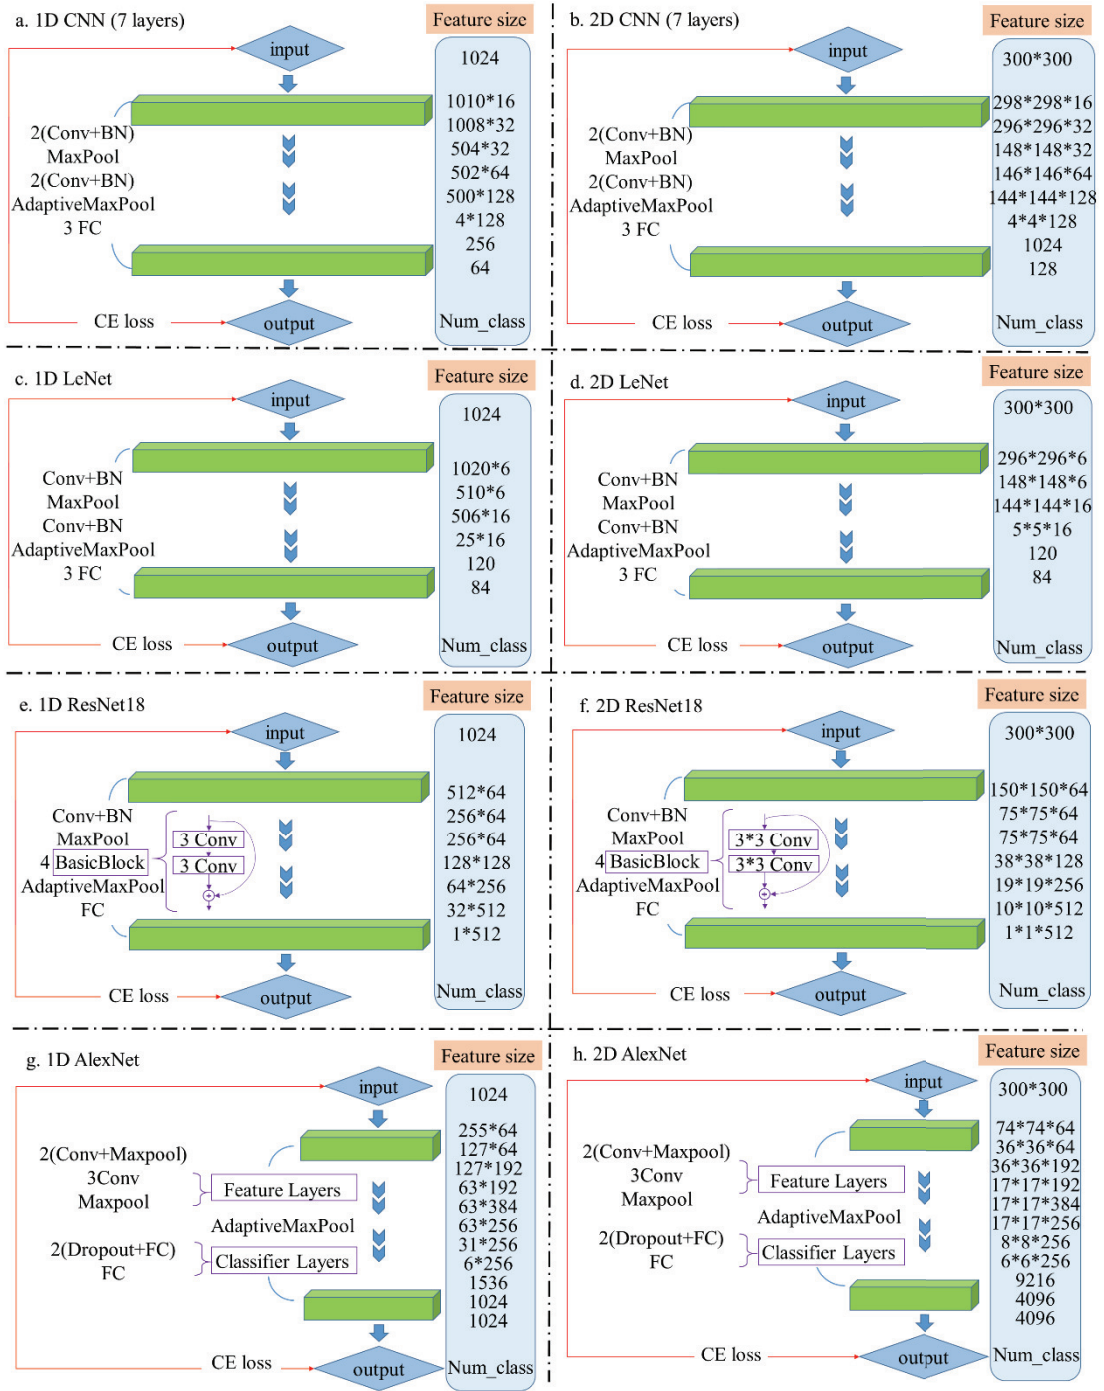 a. 1D CNN (7 layers)
Feature size
input
1024
2(Conv+BN)
MaxPool
2(Conv+BN)
AdaptiveMaxPool
3 FC
1010*16
1008*32
504*32
502*64
500*128
4*128
256
64
CE loss
output
Num_class
b. 2D CNN (7 layers)
Feature size
input
300*300
2(Conv+BN)
MaxPool
2(Conv+BN)
AdaptiveMaxPool
3 FC
298*298*16
296*296*32
148*148*32
146*146*64
144*144*128
4*4*128
1024
128
CE loss
output
Num_class
c. 1D LeNet
Feature size
input
1024
Conv+BN
MaxPool
Conv+BN
AdaptiveMaxPool
3 FC
1020*6
510*6
506*16
25*16
120
84
CE loss
output
Num_class
d. 2D LeNet
Feature size
input
300*300
Conv+BN
MaxPool
Conv+BN
AdaptiveMaxPool
3 FC
296*296*6
148*148*6
144*144*16
5*5*16
120
84
CE loss
output
Num_class
e. 1D ResNet18
Feature size
input
1024
Conv+BN
MaxPool
4 BasicBlock
AdaptiveMaxPool
FC
3 Conv
3 Conv
512*64
256*64
256*64
128*128
64*256
32*512
1*512
CE loss
output
Num_class
f. 2D ResNet18
Feature size
input
300*300
Conv+BN
MaxPool
4 BasicBlock
AdaptiveMaxPool
FC
3*3 Conv
3*3 Conv
150*150*64
75*75*64
75*75*64
38*38*128
19*19*256
10*10*512
1*1*512
CE loss
output
Num_class
g. 1D AlexNet
Feature size
input
1024
2(Conv+Maxpool)
3Conv
Maxpool
Feature Layers
AdaptiveMaxPool
2(Dropout+FC)
FC
Classifier Layers
255*64
127*64
127*192
63*192
63*384
63*256
31*256
6*256
1536
1024
1024
CE loss
output
Num_class
h. 2D AlexNet
Feature size
input
300*300
2(Conv+Maxpool)
3Conv
Maxpool
Feature Layers
AdaptiveMaxPool
2(Dropout+FC)
FC
Classifier Layers
74*74*64
36*36*64
36*36*192
17*17*192
17*17*384
17*17*256
8*8*256
6*6*256
9216
4096
4096
CE loss
output
Num_class